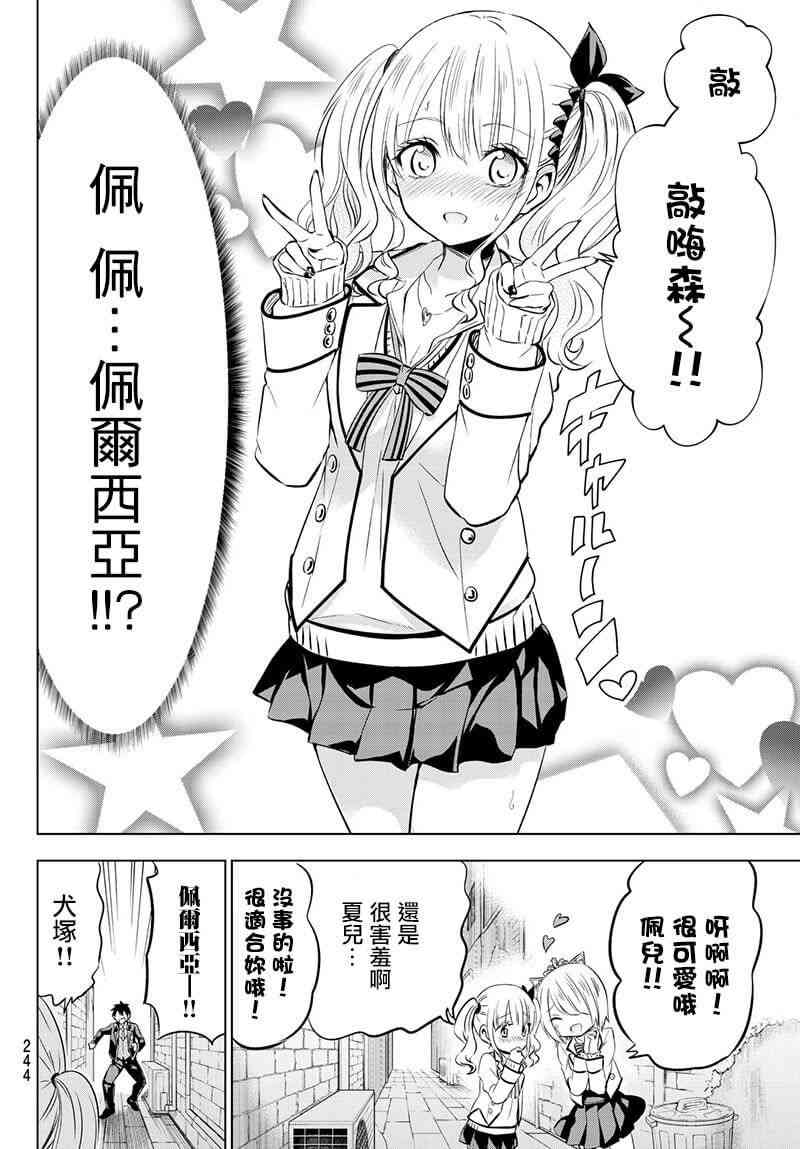 敲
敲嗨森～!!
キャルーン
佩
佩…
佩爾西亞!!?
呀啊啊！
很可愛哦
佩兒!!
還是
很害羞啊
夏兒…
沒事的啦！
很適合妳哦！
佩爾西亞—!!
犬塚!!
244